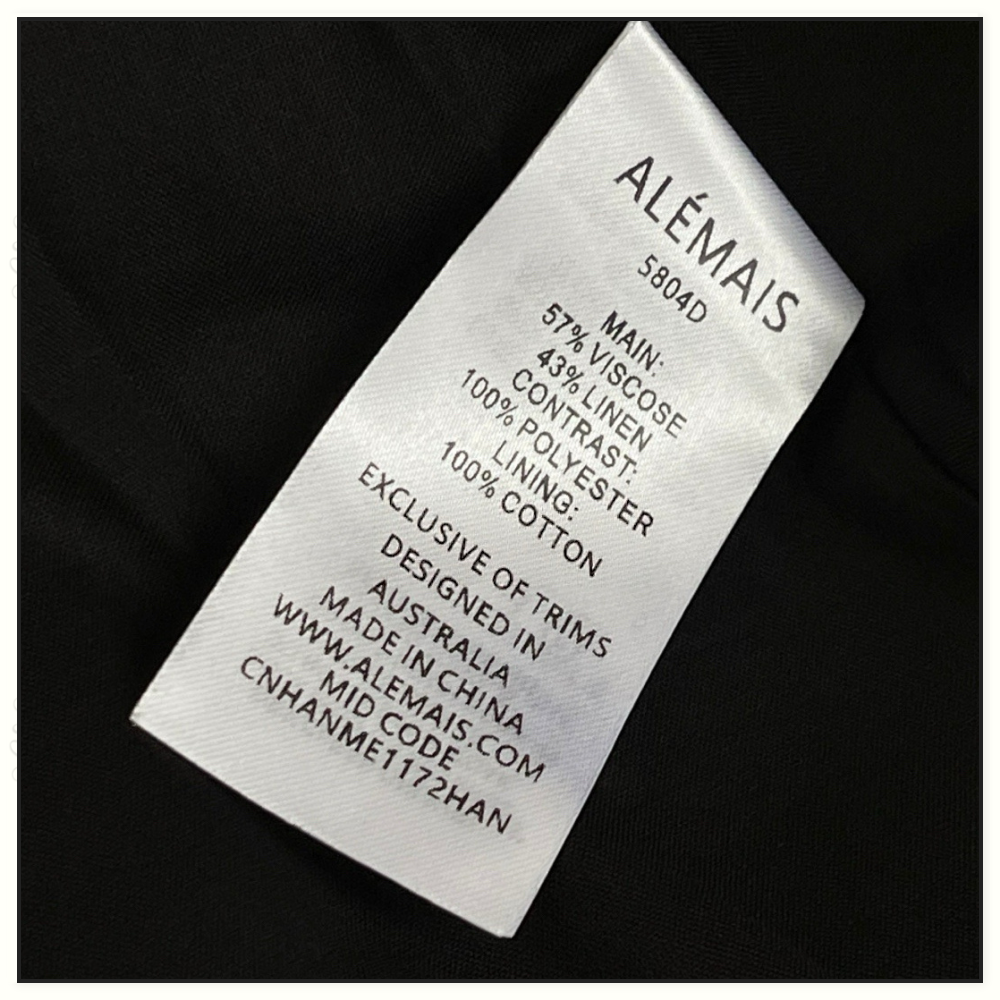 ALÉMAIS
5804D
MAIN:
57% VISCOSE
43% LINEN
CONTRAST:
100% POLYESTER
LINING:
100% COTTON
EXCLUSIVE OF TRIMS
DESIGNED IN
AUSTRALIA
MADE IN CHINA
WWW.ALEMAIS.COM
MID CODE
CNHANME1172HAN